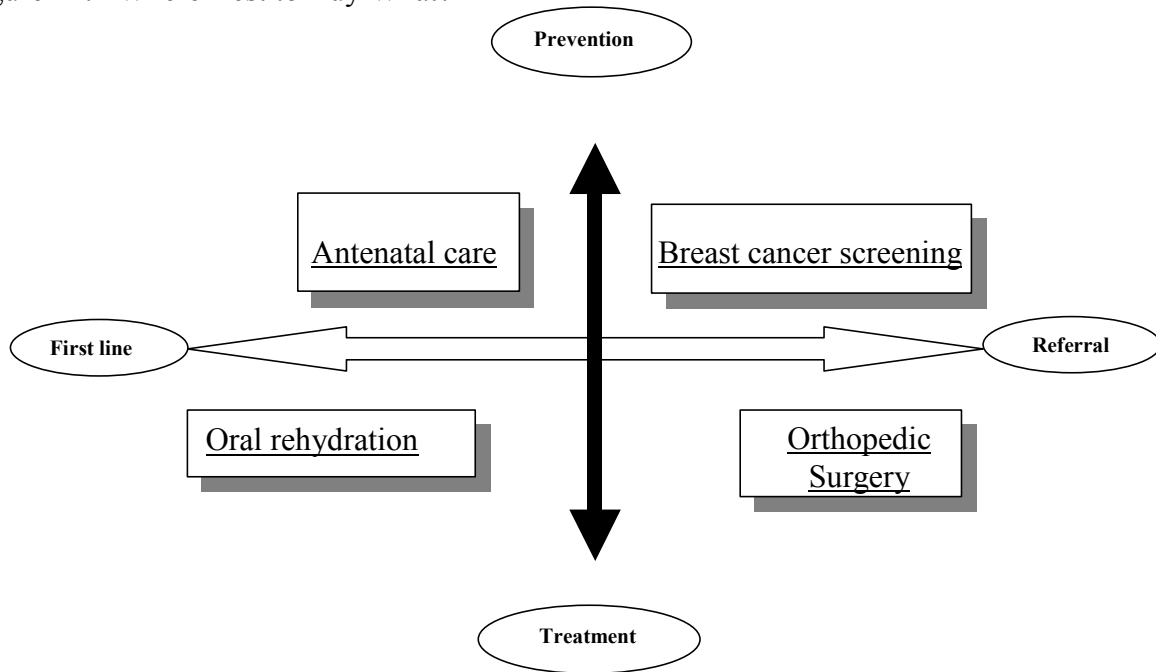 Prevention
Antenatal care
Breast cancer screening
First line
Referral
Oral rehydration
Orthopedic
Surgery
Treatment